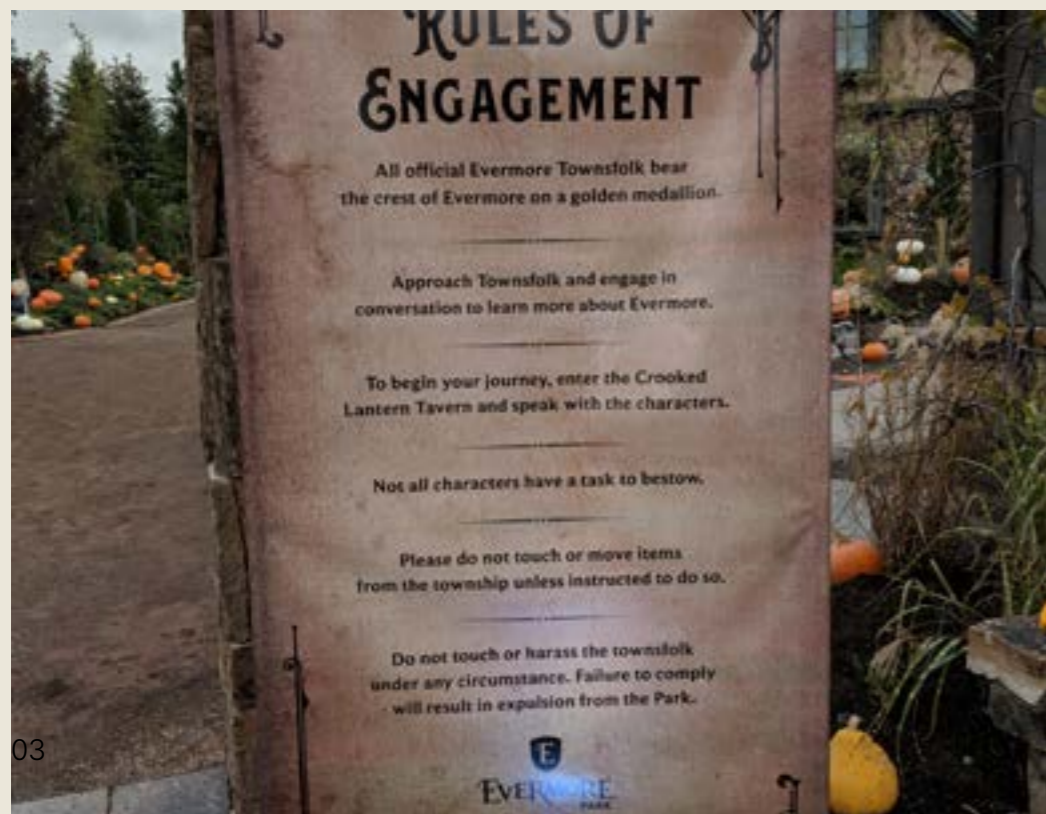 RULES OF
ENGAGEMENT
All official Evermore Townsfolk bear
the crest of Evermore on a golden medallion.
Approach Townsfolk and engage in
conversation to learn more about Evermore.
To begin your journey, enter the Crooked
Lantern Tavern and speak with the characters.
Not all characters have a task to bestow.
Please do not touch or move items
from the township unless instructed to do so.
Do not touch or harass the townsfolk
under any circumstance. Failure to comply
will result in expulsion from the Park.
E
EVERMORE
PARK
03